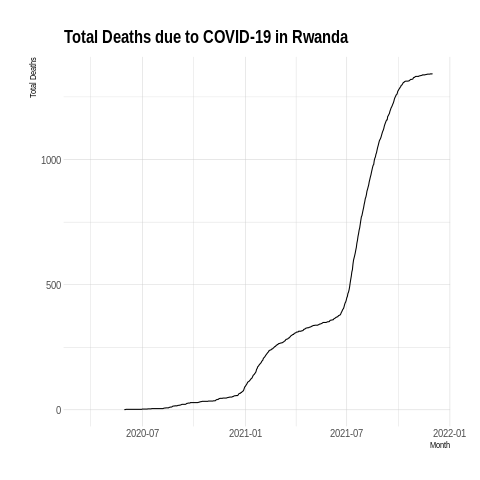 Total Deaths due to COVID-19 in Rwanda
Total Deaths
1000
500
0
2020-07 2021-01 2021-07 2022-01
Month